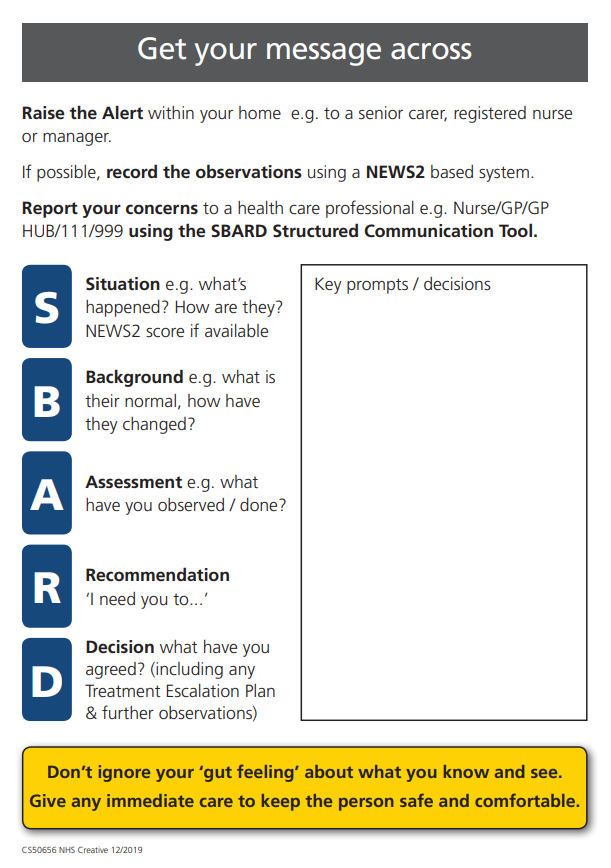 Get your message across
Raise the Alert within your home e.g. to a senior carer, registered nurse
or manager.
If possible, record the observations using a NEWS2 based system.
Report your concerns to a health care professional e.g. Nurse/GP/GP
HUB/111/999 using the SBARD Structured Communication Tool.
S
Situation e.g. what’s
happened? How are they?
NEWS2 score if available
B
Background e.g. what is
their normal, how have
they changed?
A
Assessment e.g. what
have you observed / done?
R
Recommendation
‘I need you to...’
D
Decision what have you
agreed? (including any
Treatment Escalation Plan
& further observations)
Key prompts / decisions
Don’t ignore your ‘gut feeling’ about what you know and see.
Give any immediate care to keep the person safe and comfortable.
CS50656 NHS Creative 12/2019